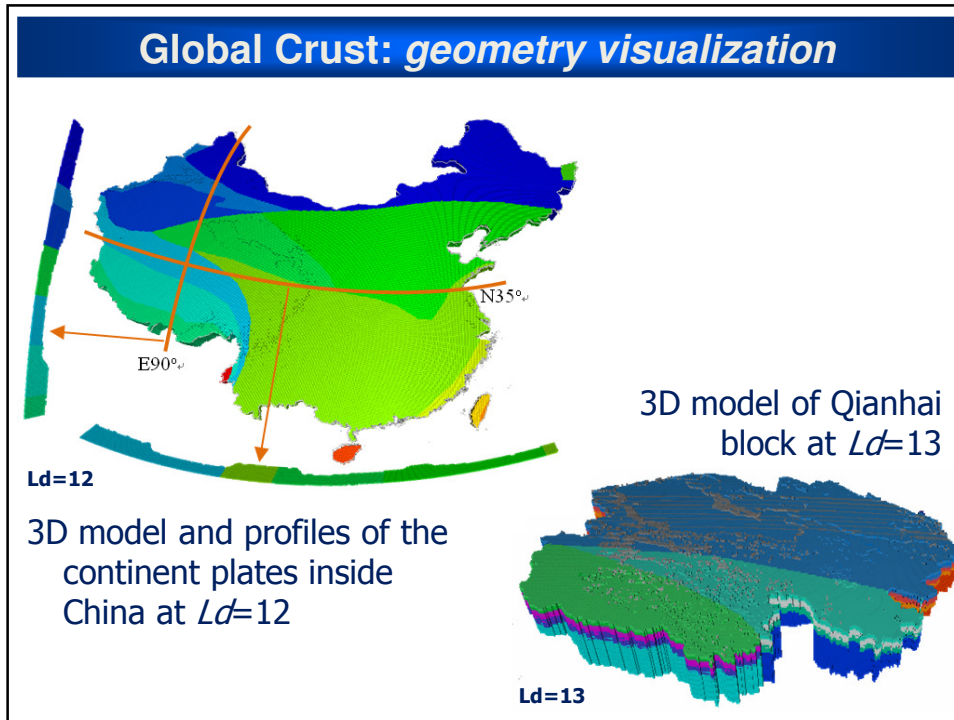 Global Crust: geometry visualization
N35°
E90°
Ld=12
3D model and profiles of the
continent plates inside
China at Ld=12
3D model of Qianhai
block at Ld=13
Ld=13